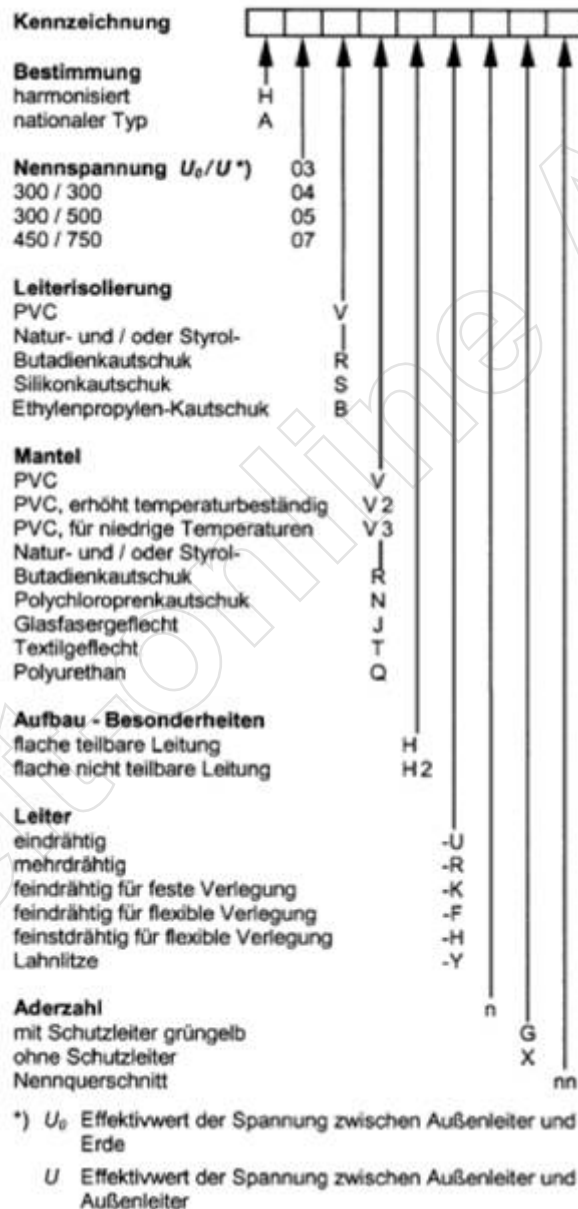 Kennzeichnung
Bestimmung
harmonisiert H
nationaler Typ A
Nennspannung U₀/U *) 03
300 / 300 04
300 / 500 05
450 / 750 07
Leiterisolierung
PVC V
Natur- und / oder Styrol-
Butadienkautschuk R
Silikonkautschuk S
Ethylenpropylen-Kautschuk B
Mantel
PVC V
PVC, erhöht temperaturbeständig V 2
PVC, für niedrige Temperaturen V 3
Natur- und / oder Styrol-
Butadienkautschuk R
Polychloroprenkautschuk N
Glasfasergeflecht J
Textilgeflecht T
Polyurethan Q
Aufbau - Besonderheiten
flache teilbare Leitung H
flache nicht teilbare Leitung H 2
Leiter
eindrähtig -U
mehrdrähtig -R
feindrähtig für feste Verlegung -K
feindrähtig für flexible Verlegung -F
feinstdrähtig für flexible Verlegung -H
Lahnlitze -Y
Aderzahl n
mit Schutzleiter grüngelb G
ohne Schutzleiter X
Nennquerschnitt nn
*) U₀ Effektivwert der Spannung zwischen Außenleiter und
Erde
U Effektivwert der Spannung zwischen Außenleiter und
Außenleiter